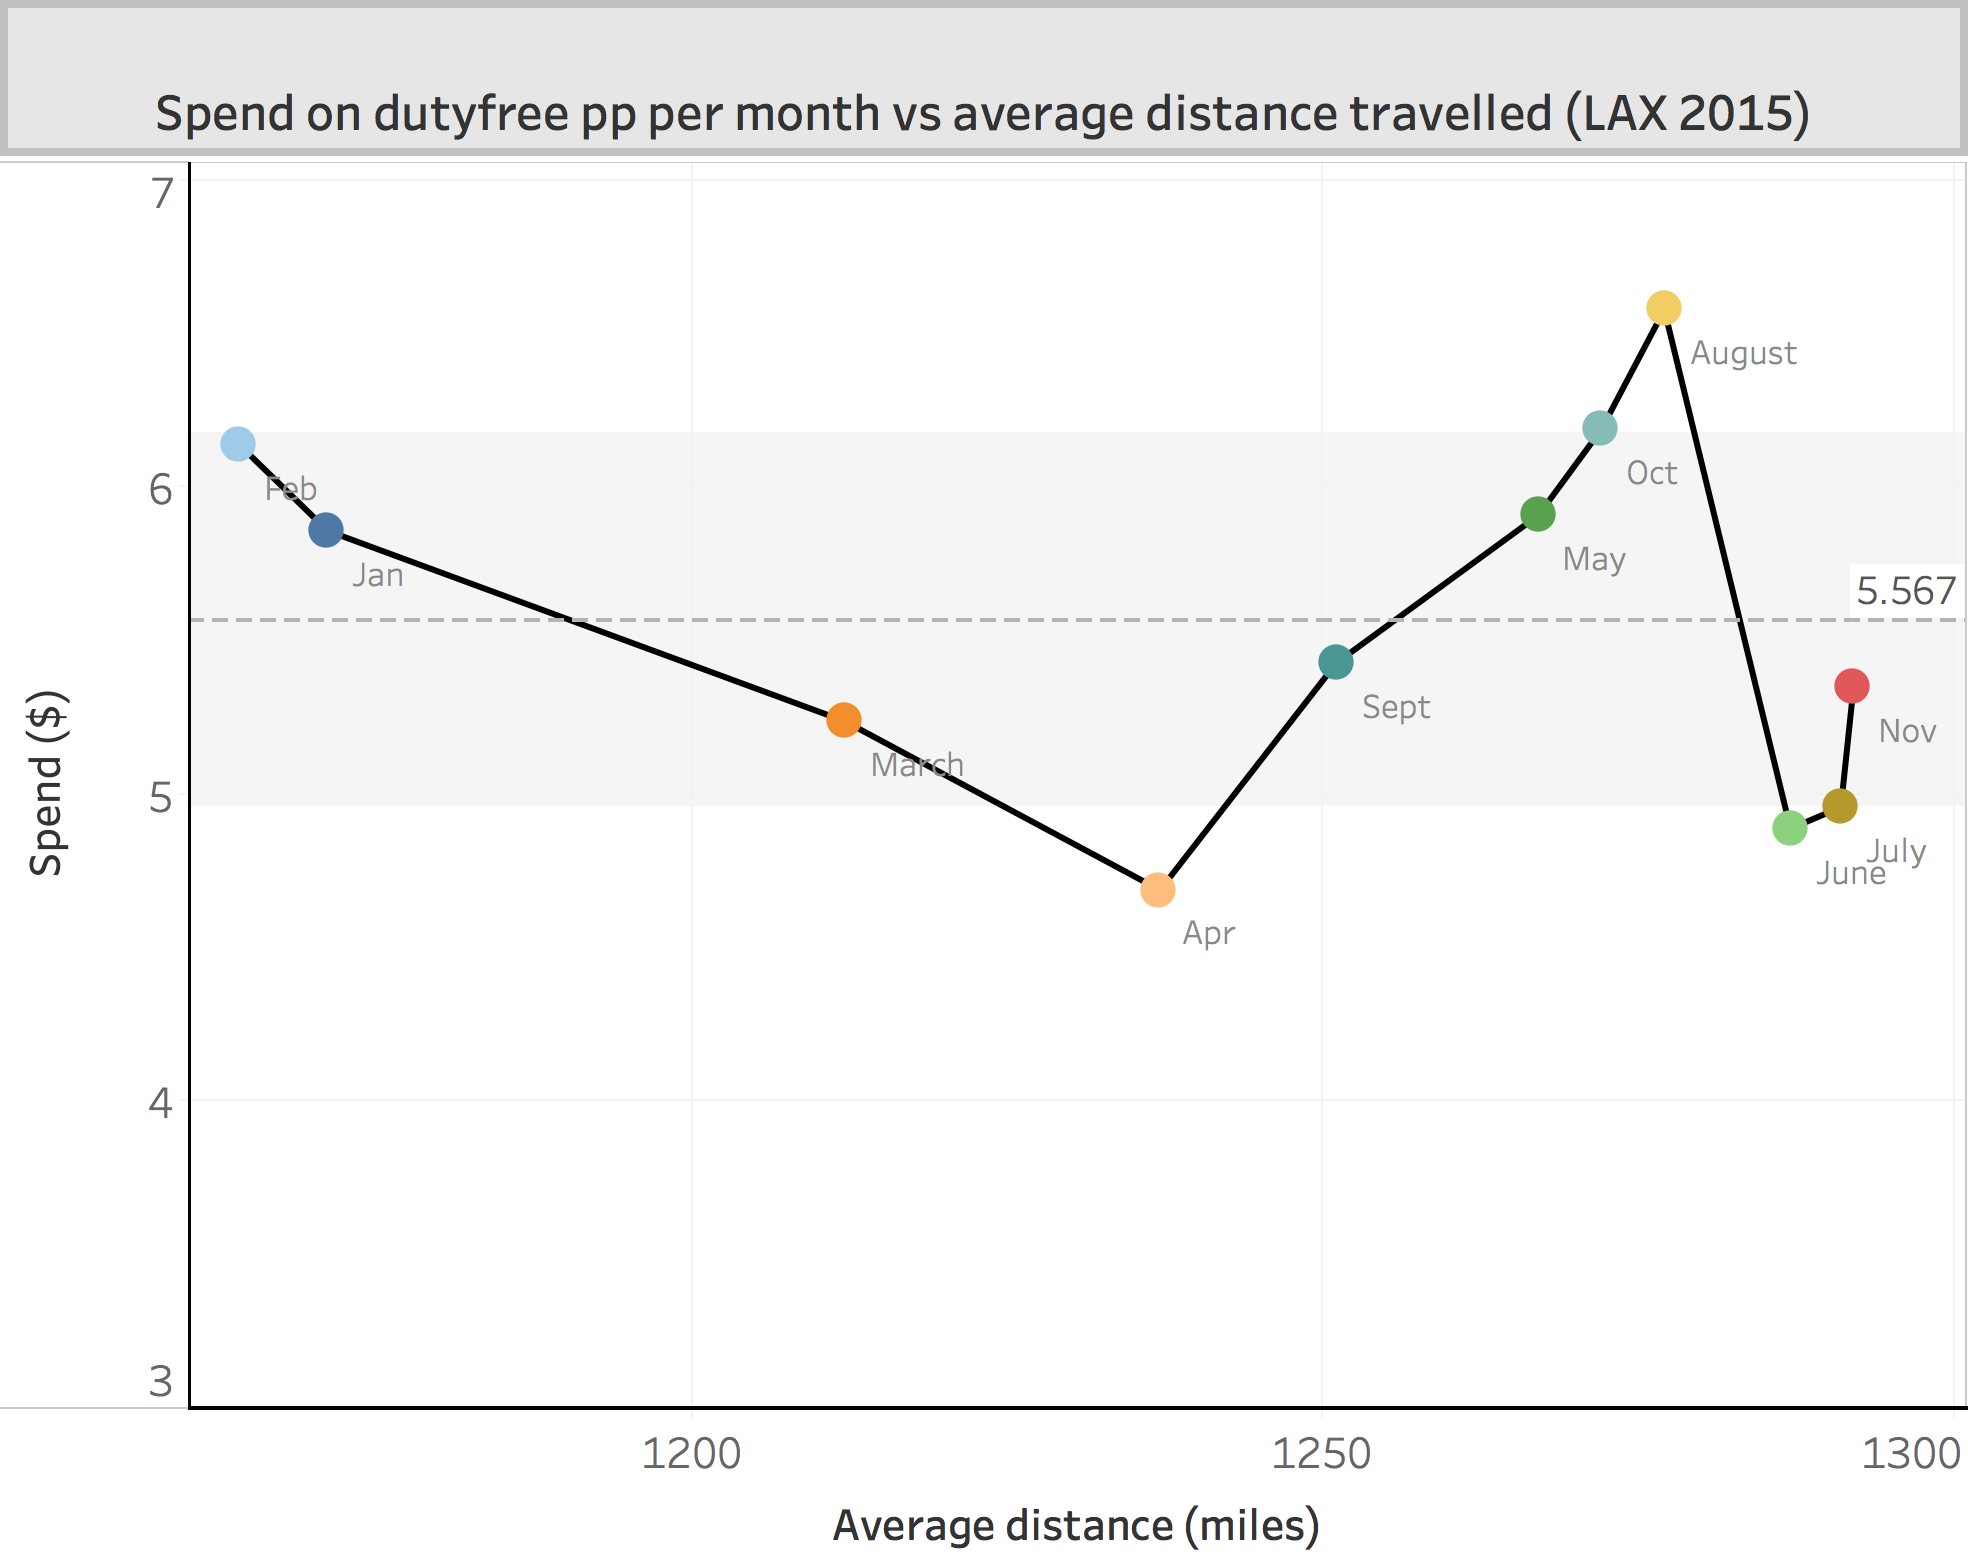 Spend on dutyfree pp per month vs average distance travelled (LAX 2015)
7
6
5
4
3
Spend ($)
Feb
Jan
March
Apr
Sept
May
Oct
August
5.567
Nov
July
June
1200
1250
1300
Average distance (miles)